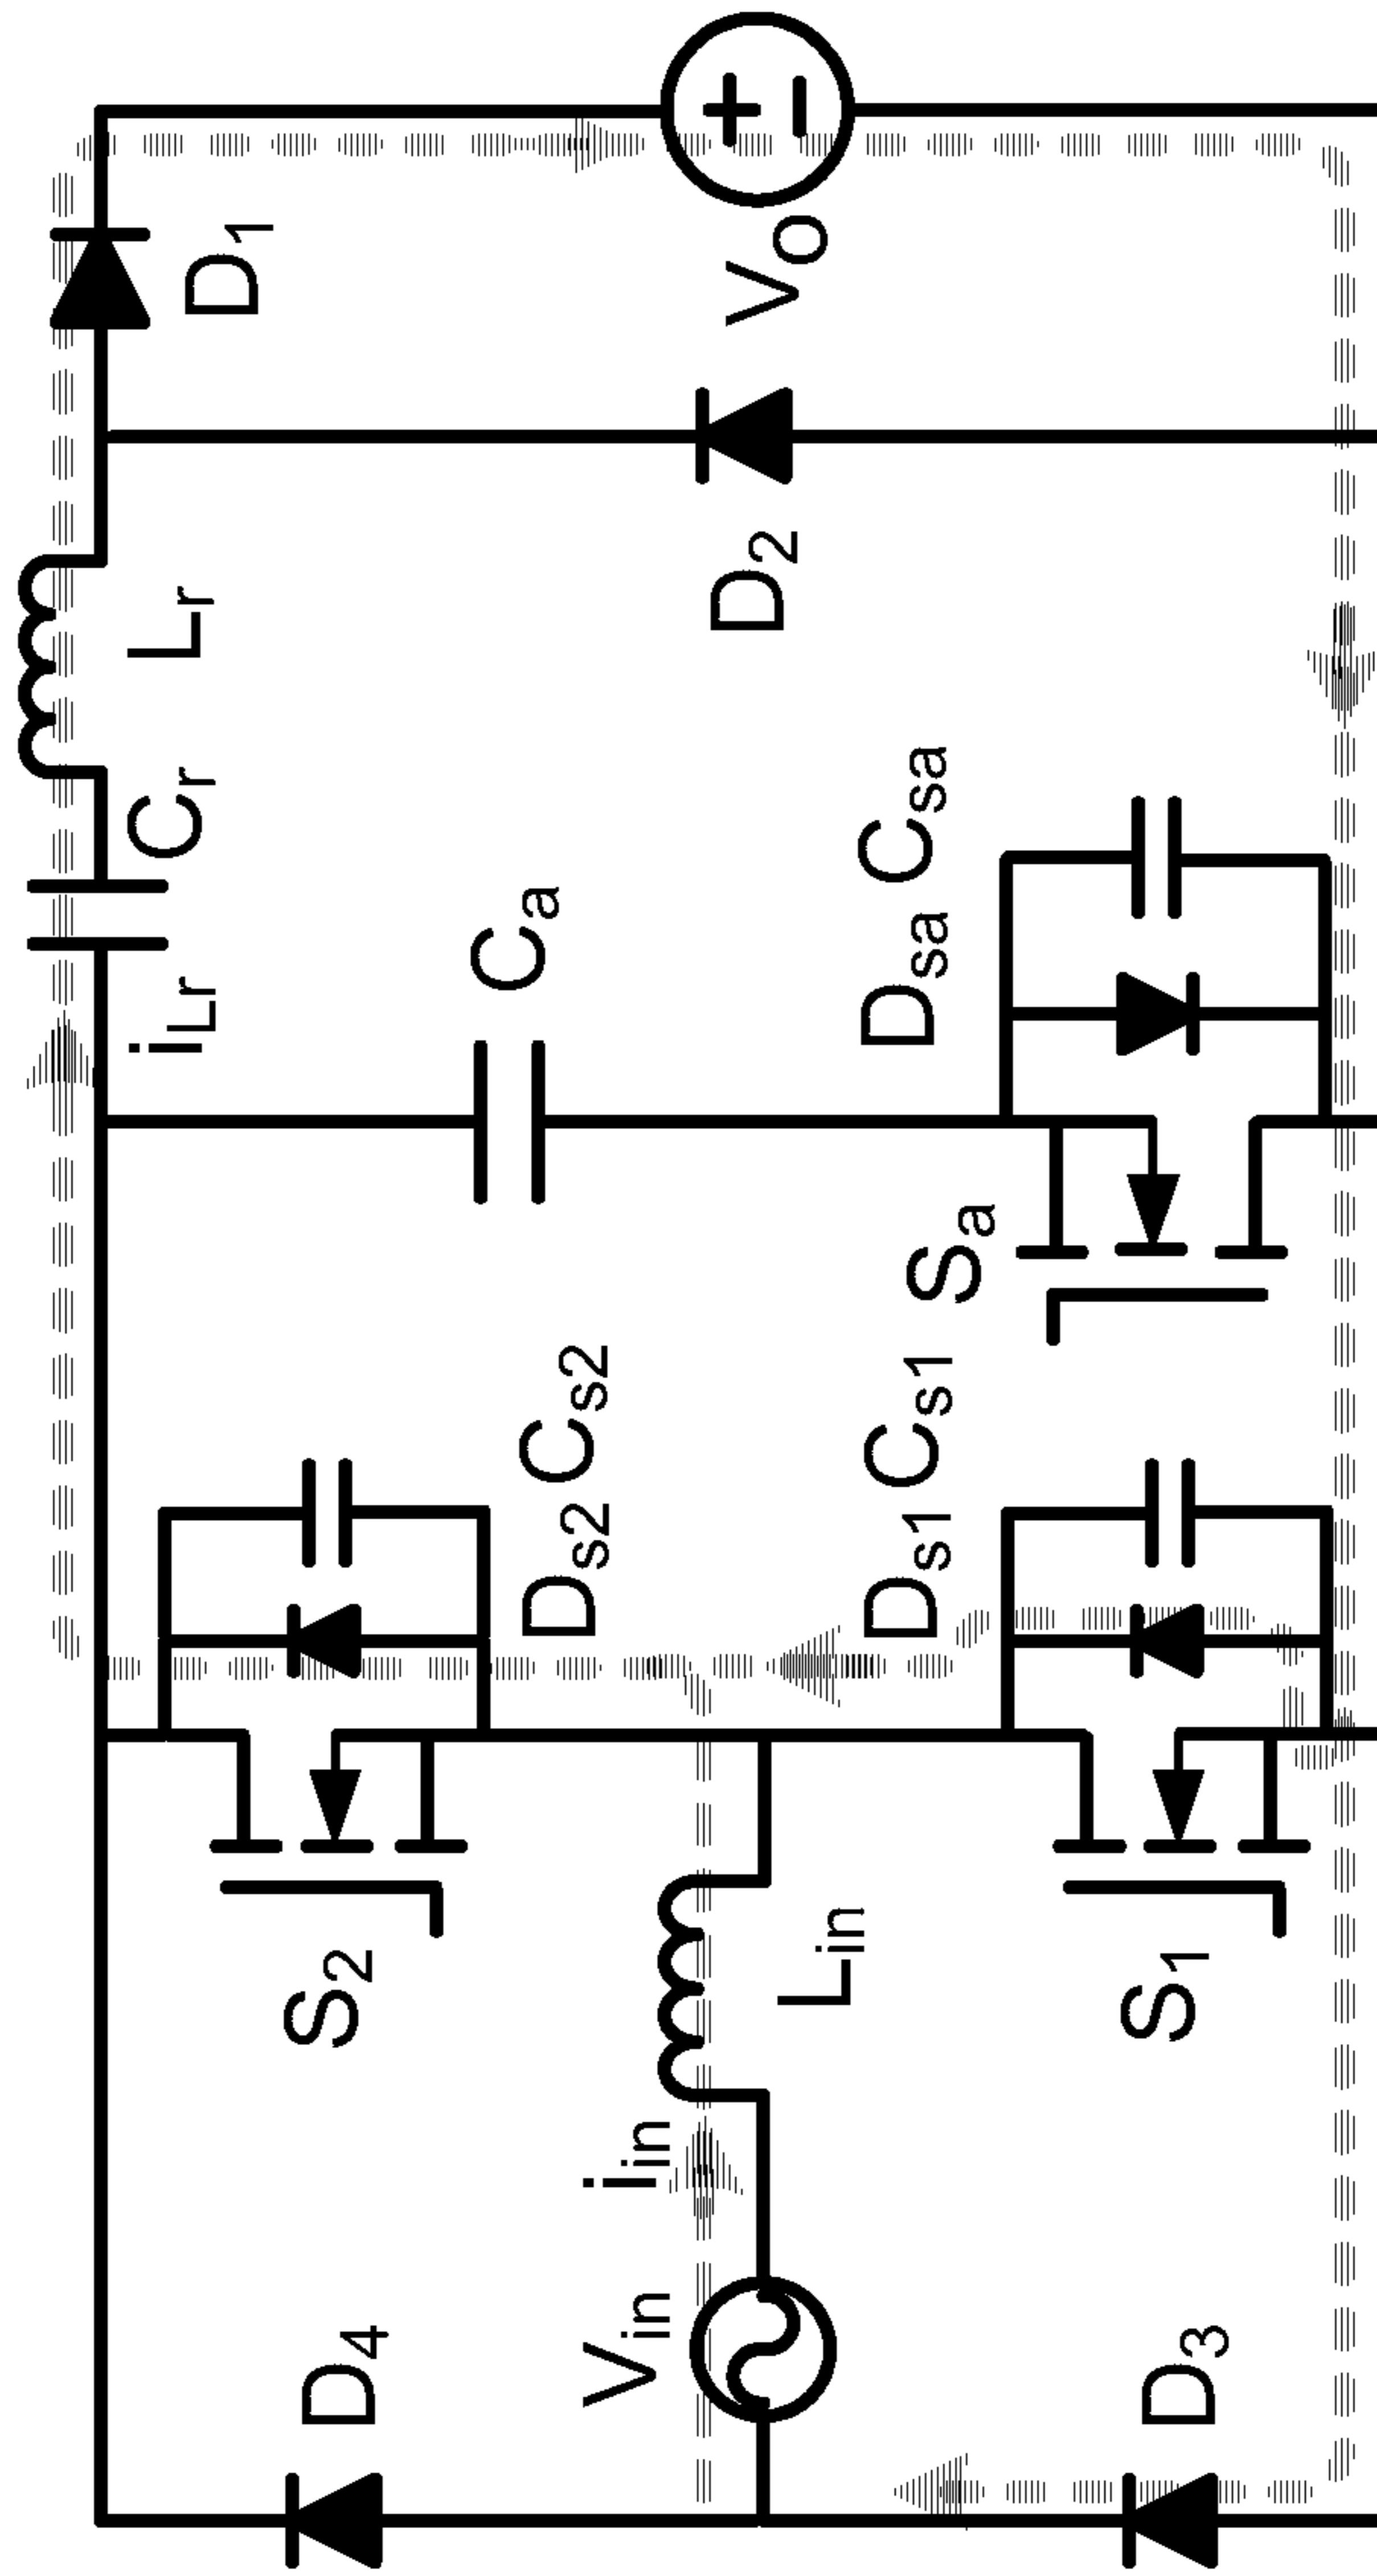 D4
Vin
iin
Lin
D3
S2
S1
Ds2 Cs2
Ds1 Cs1
Sa
Dsa Csa
Ca
iLr
Cr
Lr
D2
D1
Vo
+
−